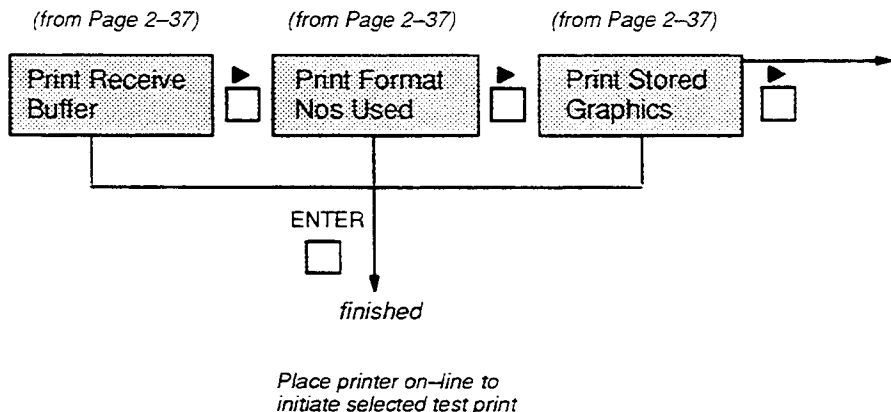 (from Page 2–37) (from Page 2–37) (from Page 2–37)
Print Receive
Buffer
Print Format
Nos Used
Print Stored
Graphics
ENTER
finished
Place printer on–line to
initiate selected test print